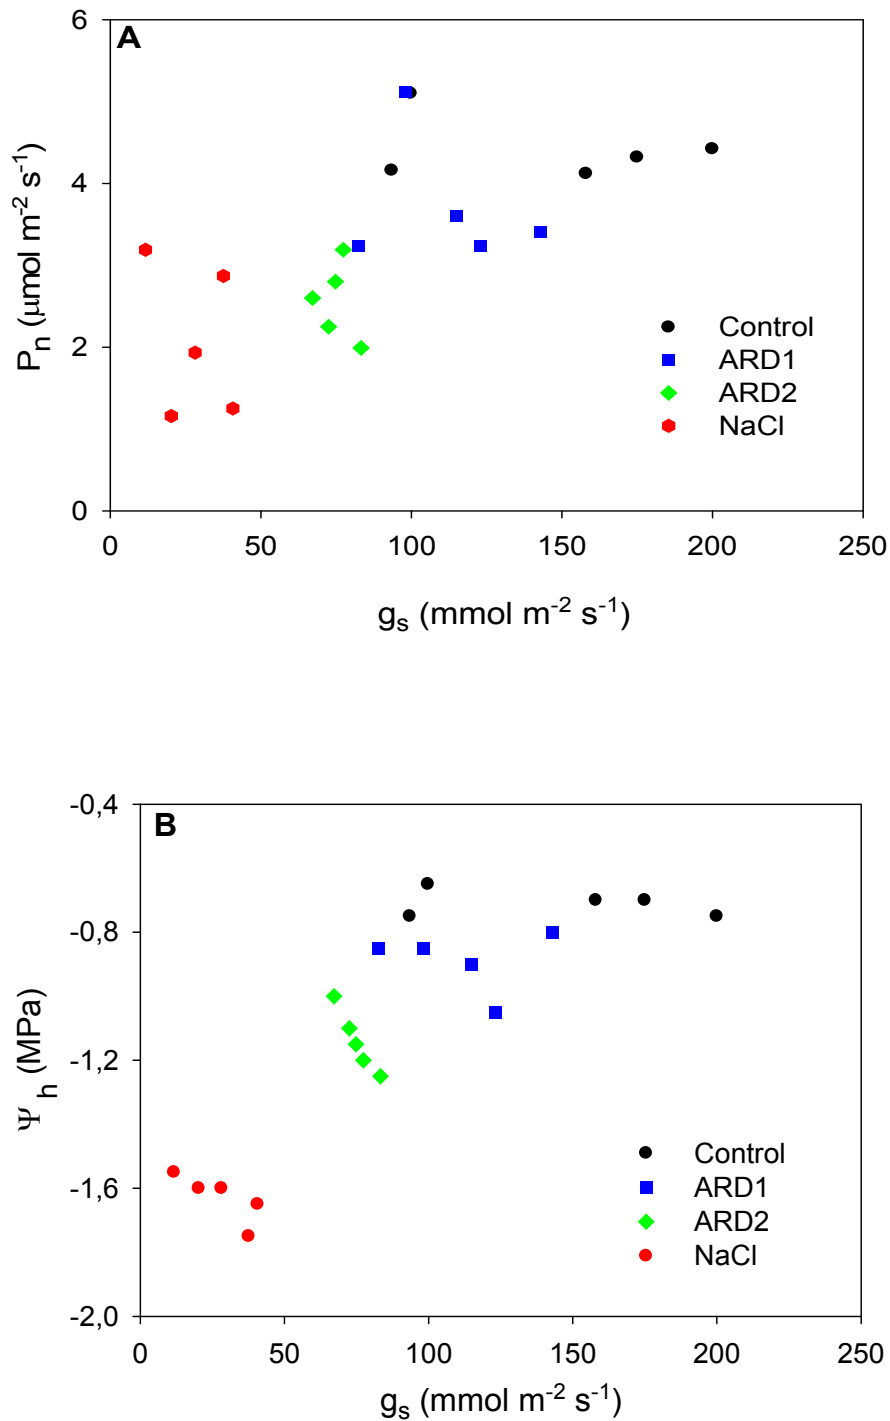 A
6
4
2
0
Pn (μmol m-2 s-1)
Control
ARD1
ARD2
NaCl
0 50 100 150 200 250
gs (mmol m-2 s-1)
B
-0,4
-0,8
-1,2
-1,6
-2,0
Ψh (MPa)
Control
ARD1
ARD2
NaCl
0 50 100 150 200 250
gs (mmol m-2 s-1)